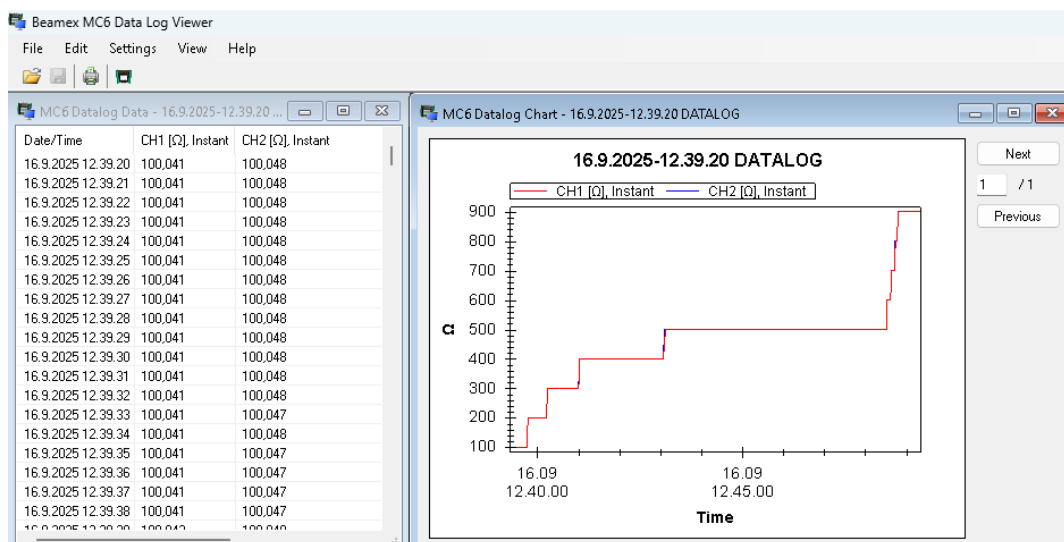 Beamex MC6 Data Log Viewer
File Edit Settings View Help
MC6 Datalog Data - 16.9.2025-12.39.20 ...
Date/Time CH1 [Ω], Instant CH2 [Ω], Instant
16.9.2025 12.39.20 100,041 100,048
16.9.2025 12.39.21 100,041 100,048
16.9.2025 12.39.22 100,041 100,048
16.9.2025 12.39.23 100,041 100,048
16.9.2025 12.39.24 100,041 100,048
16.9.2025 12.39.25 100,041 100,048
16.9.2025 12.39.26 100,041 100,048
16.9.2025 12.39.27 100,041 100,048
16.9.2025 12.39.28 100,041 100,048
16.9.2025 12.39.29 100,041 100,048
16.9.2025 12.39.30 100,041 100,048
16.9.2025 12.39.31 100,041 100,048
16.9.2025 12.39.32 100,041 100,048
16.9.2025 12.39.33 100,041 100,047
16.9.2025 12.39.34 100,041 100,048
16.9.2025 12.39.35 100,041 100,047
16.9.2025 12.39.36 100,041 100,047
16.9.2025 12.39.37 100,041 100,047
16.9.2025 12.39.38 100,041 100,047
MC6 Datalog Chart - 16.9.2025-12.39.20 DATALOG
16.9.2025-12.39.20 DATALOG
CH1 [Ω], Instant CH2 [Ω], Instant
900
800
700
600
500
400
300
200
100
Ω
16.09 16.09
12.40.00 12.45.00
Time
Next
1 / 1
Previous